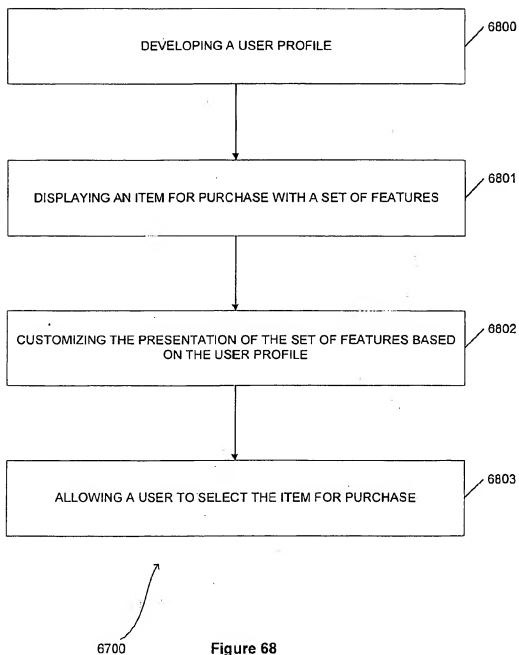 6800
DEVELOPING A USER PROFILE
6801
DISPLAYING AN ITEM FOR PURCHASE WITH A SET OF FEATURES
6802
CUSTOMIZING THE PRESENTATION OF THE SET OF FEATURES BASED
ON THE USER PROFILE
6803
ALLOWING A USER TO SELECT THE ITEM FOR PURCHASE
6700
Figure 68